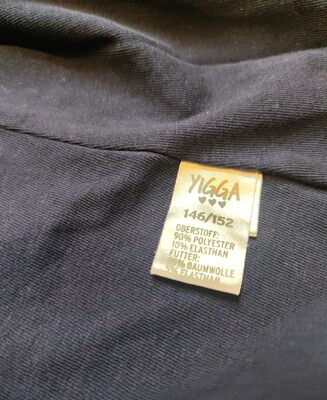 YIGGA
146/152
OBERSTOFF:
90% POLYESTER
10% ELASTHAN
FUTTER:
BAUMWOLLE
ELASTHAN